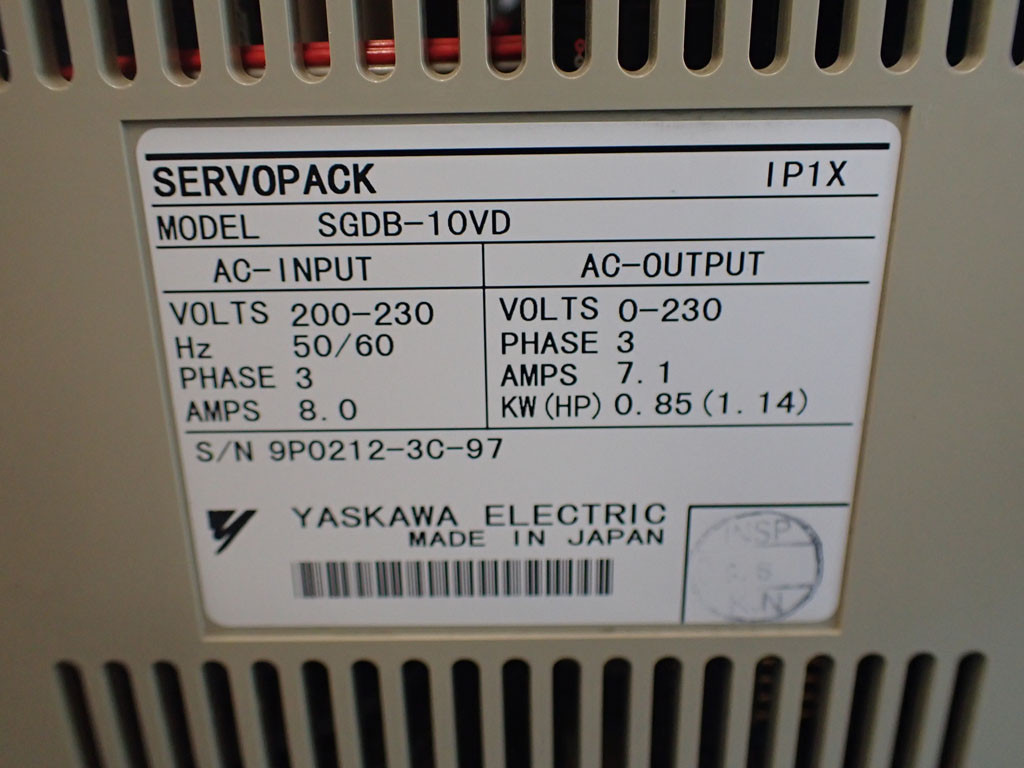 SERVOPACK IP1X
MODEL SGDB-10VD
AC-INPUT AC-OUTPUT
VOLTS 200-230 VOLTS 0-230
Hz 50/60 PHASE 3
PHASE 3 AMPS 7.1
AMPS 8.0 KW(HP) 0.85(1.14)
S/N 9P0212-3C-97
YASKAWA ELECTRIC
MADE IN JAPAN
INSP